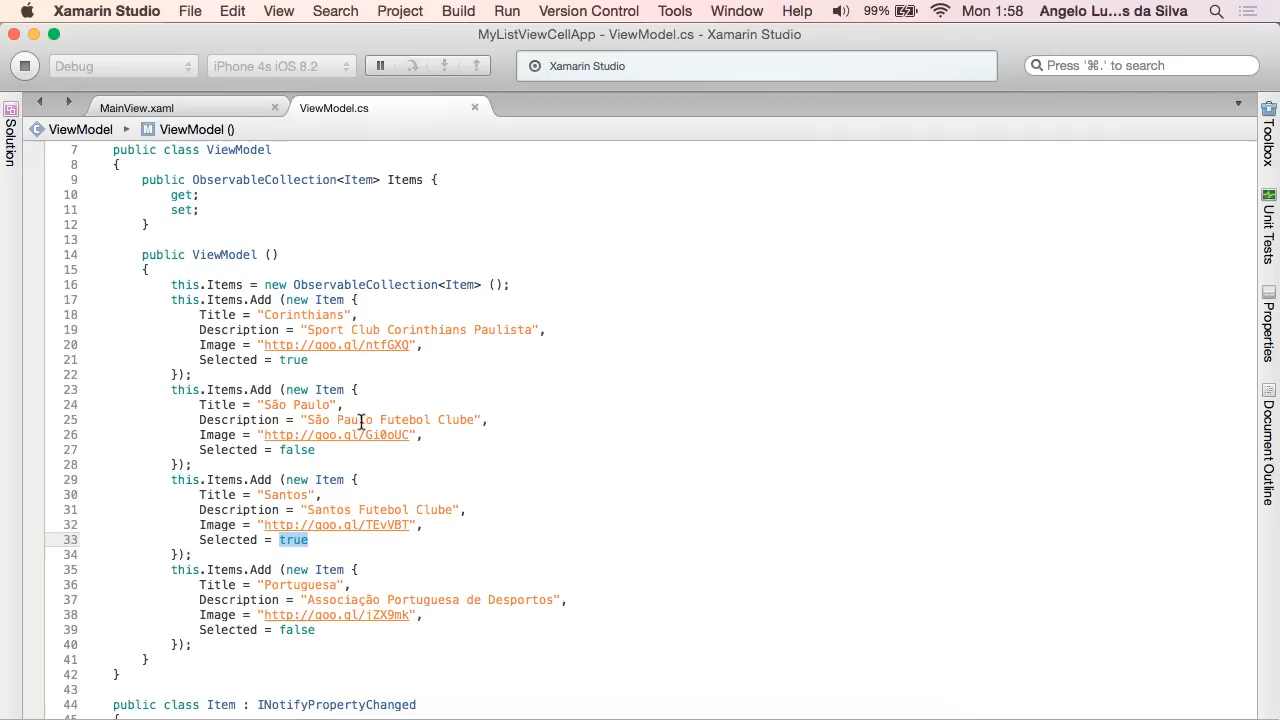 Xamarin Studio File Edit View Search Project Build Run Version Control Tools Window Help 99% Mon 1:58 Angelo Lu...s da Silva
MyListViewCellApp - ViewModel.cs - Xamarin Studio
Debug iPhone 4s iOS 8.2 Xamarin Studio Press '⌘.' to search
MainView.xaml ViewModel.cs
C ViewModel M ViewModel ()
Solution
7 public class ViewModel
8 {
9 public ObservableCollection<Item> Items {
10 get;
11 set;
12 }
13
14 public ViewModel ()
15 {
16 this.Items = new ObservableCollection<Item> ();
17 this.Items.Add (new Item {
18 Title = "Corinthians",
19 Description = "Sport Club Corinthians Paulista",
20 Image = "http://goo.gl/ntfGXQ",
21 Selected = true
22 });
23 this.Items.Add (new Item {
24 Title = "São Paulo",
25 Description = "São Paulo Futebol Clube",
26 Image = "http://goo.gl/Gi0oUC",
27 Selected = false
28 });
29 this.Items.Add (new Item {
30 Title = "Santos",
31 Description = "Santos Futebol Clube",
32 Image = "http://goo.gl/TEvVBT",
33 Selected = true
34 });
35 this.Items.Add (new Item {
36 Title = "Portuguesa",
37 Description = "Associação Portuguesa de Desportos",
38 Image = "http://goo.gl/jZX9mk",
39 Selected = false
40 });
41 }
42 }
43
44 public class Item : INotifyPropertyChanged
45 {
Toolbox
Unit Tests
Properties
Document Outline